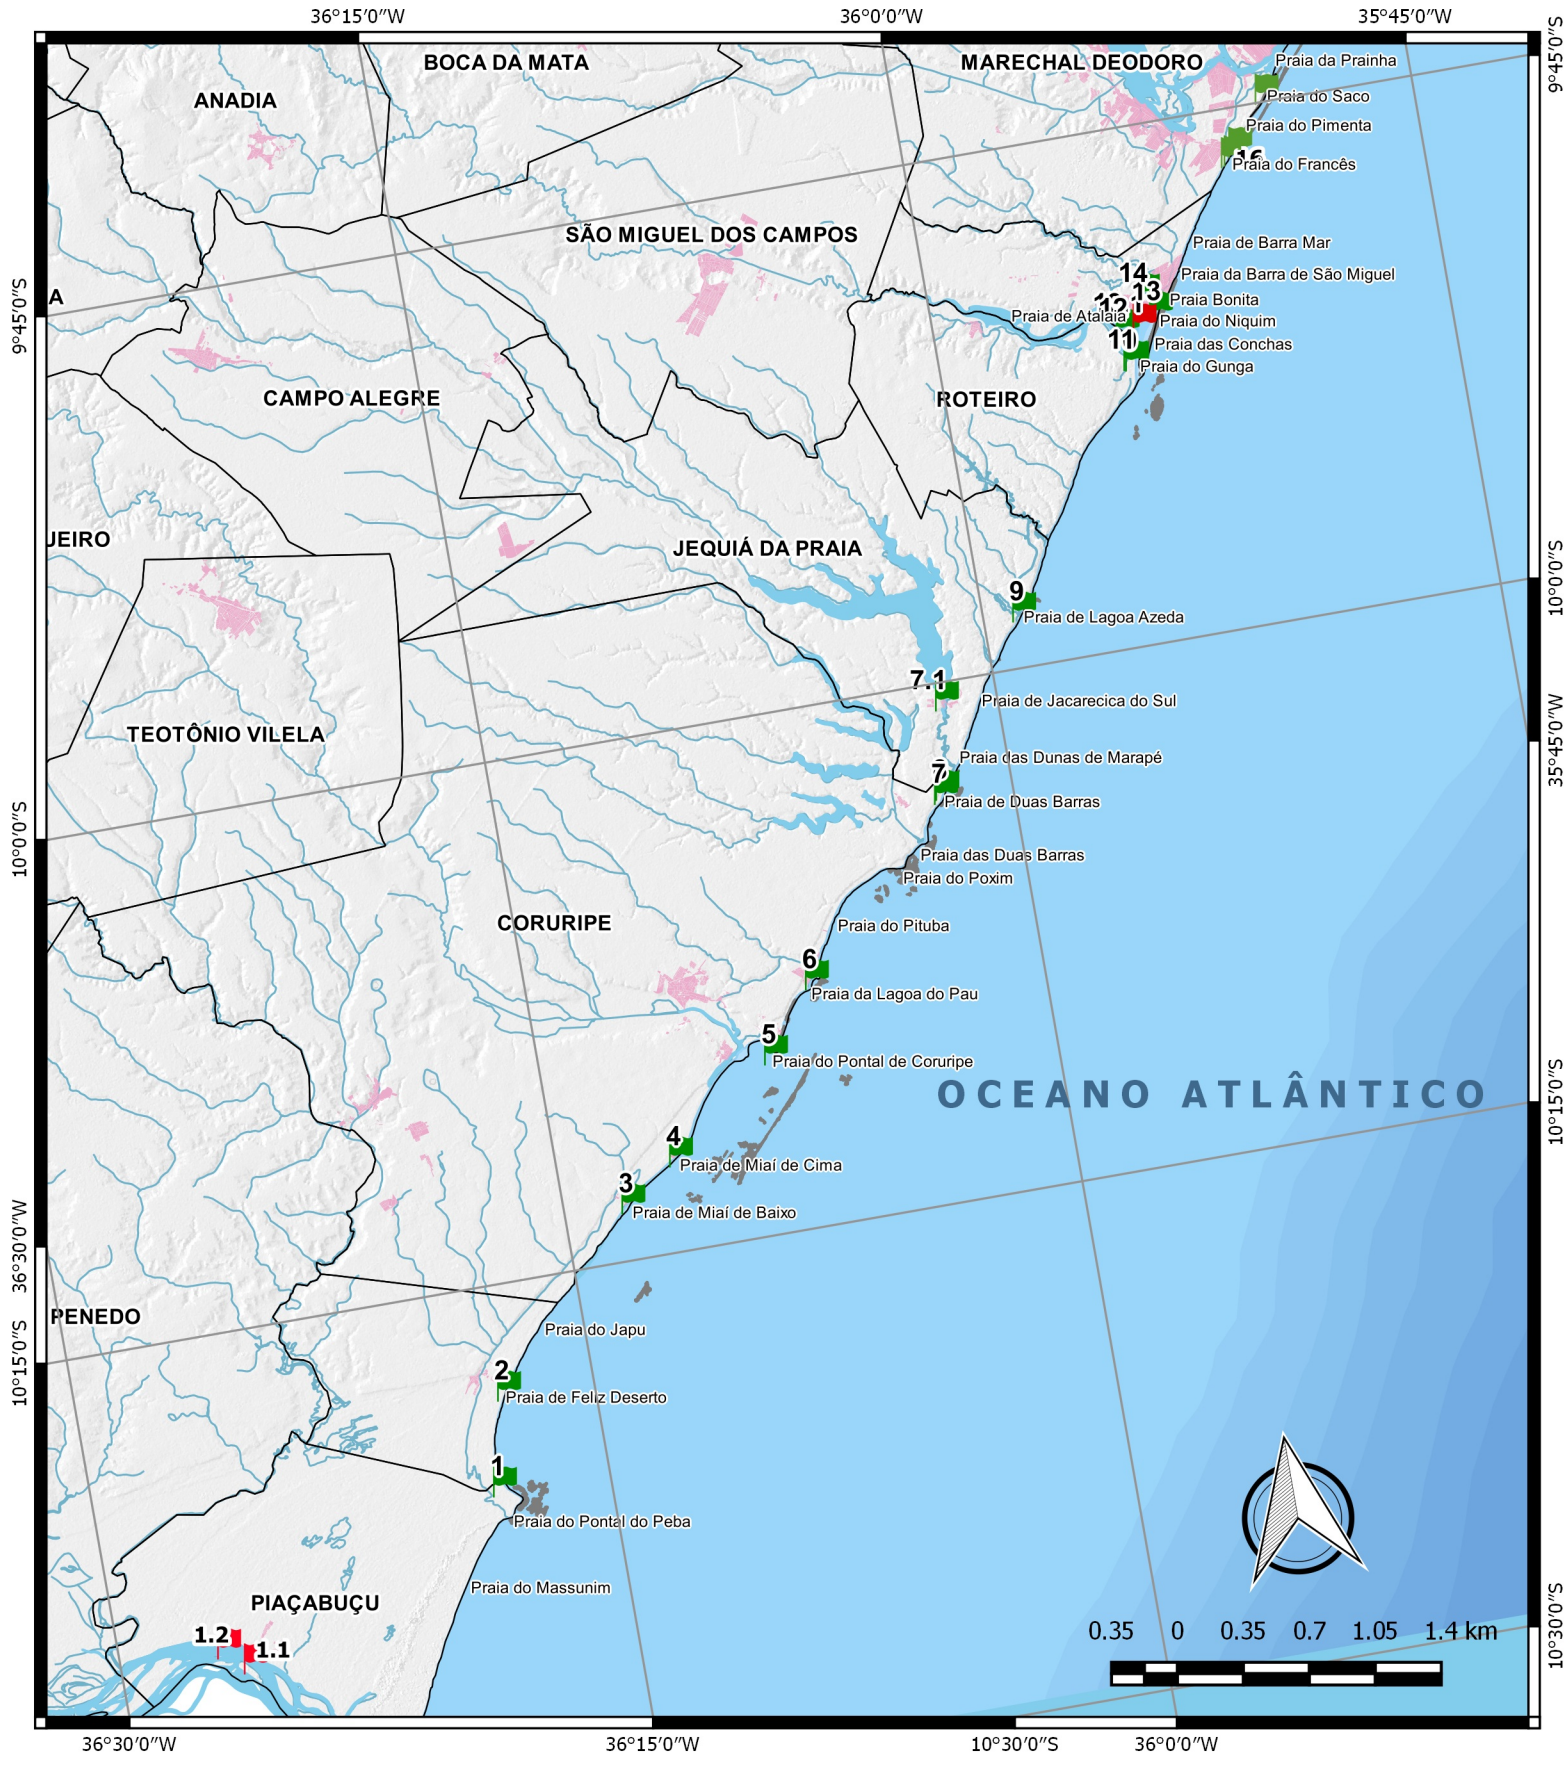 36°15'0"W
36°0'0"W
35°45'0"W
9°45'0"S
BOCA DA MATA
MARECHAL DEODORO
Praia da Prainha
ANADIA
Praia do Saco
Praia do Pimenta
16
Praia do Francês
SÃO MIGUEL DOS CAMPOS
Praia de Barra Mar
14
Praia da Barra de São Miguel
13
Praia Bonita
A
12
Praia de Atalaia
Praia do Niquim
9°45'0"S
11
Praia das Conchas
Praia do Gunga
CAMPO ALEGRE
ROTEIRO
JEIRO
JEQUIÁ DA PRAIA
10°0'0"S
9
Praia de Lagoa Azeda
7.1
Praia de Jacarecica do Sul
TEOTÔNIO VILELA
35°45'0"W
Praia das Dunas de Marapé
7
Praia de Duas Barras
10°0'0"S
Praia das Duas Barras
Praia do Poxim
CORURIPE
Praia do Pituba
6
Praia da Lagoa do Pau
5
Praia do Pontal de Coruripe
OCEANO ATLÂNTICO
10°15'0"S
4
Praia de Miaí de Cima
3
Praia de Miaí de Baixo
36°30'0"W
PENEDO
Praia do Japu
10°15'0"S
2
Praia de Feliz Deserto
1
Praia do Pontal do Peba
Praia do Massunim
PIAÇABUÇU
1.2
1.1
0.35 0 0.35 0.7 1.05 1.4 km
10°30'0"S
36°30'0"W
36°15'0"W
10°30'0"S
36°0'0"W